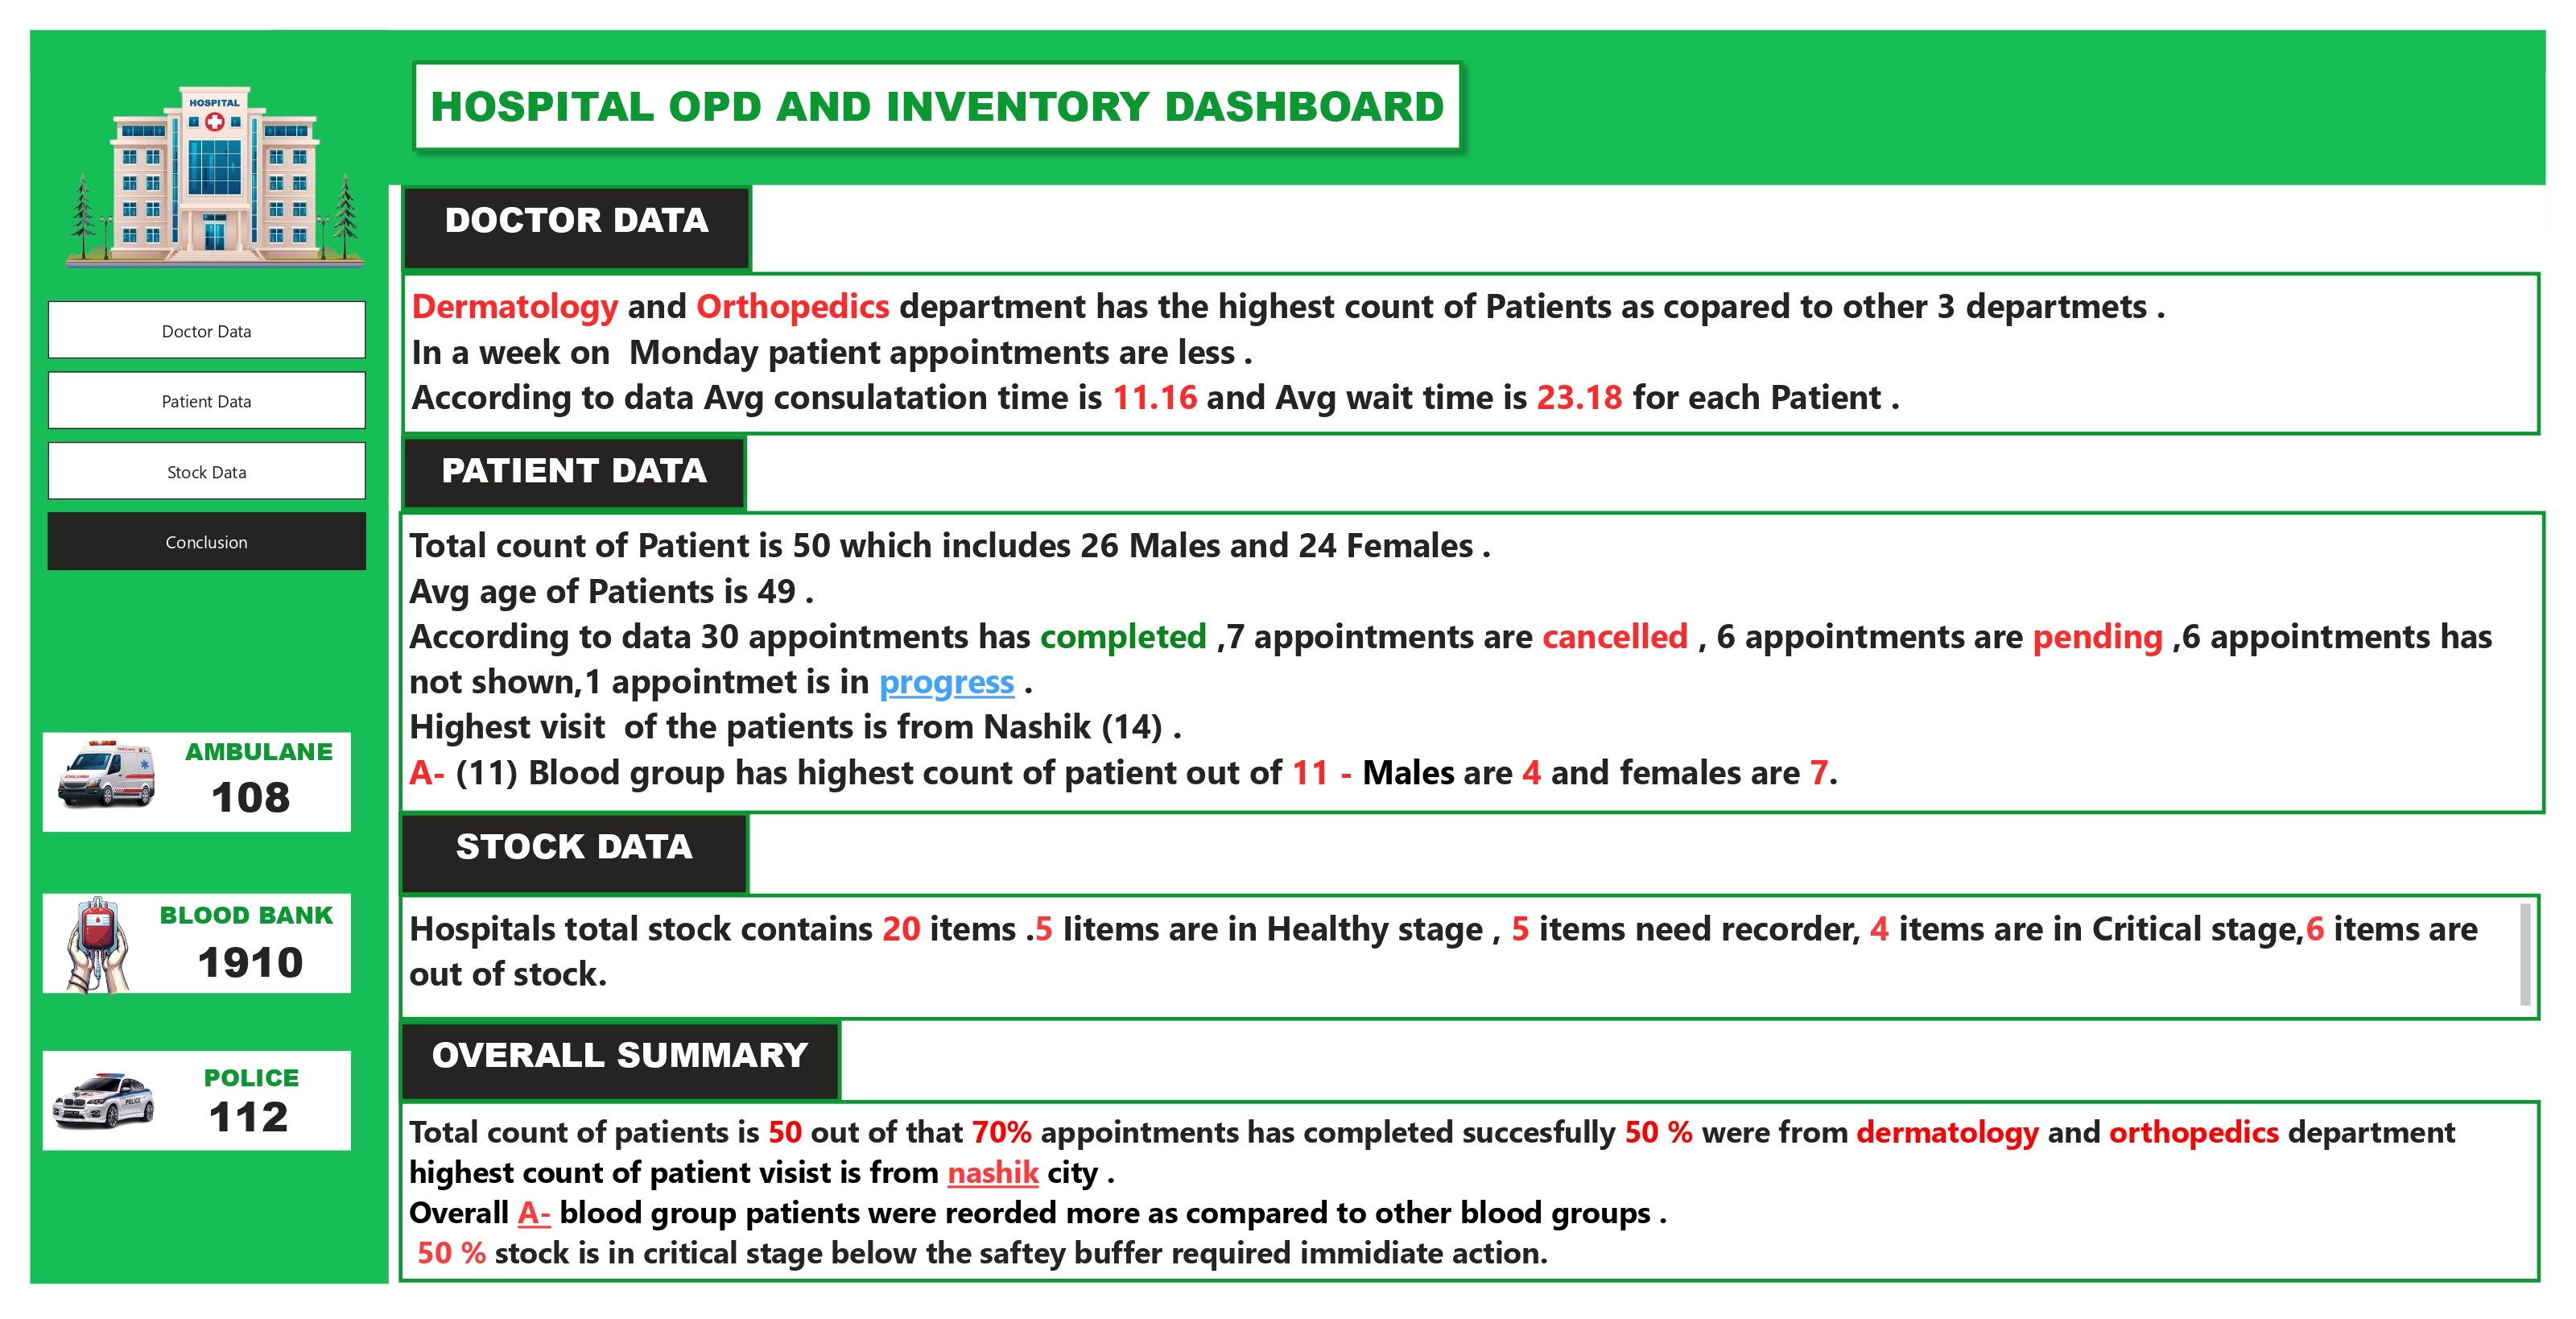 HOSPITAL
HOSPITAL OPD AND INVENTORY DASHBOARD
Doctor Data
Patient Data
Stock Data
Conclusion
AMBULANE
108
BLOOD BANK
1910
POLICE
112
DOCTOR DATA
Dermatology and Orthopedics department has the highest count of Patients as copared to other 3 departmets .
In a week on  Monday patient appointments are less .
According to data Avg consulatation time is 11.16 and Avg wait time is 23.18 for each Patient .
PATIENT DATA
Total count of Patient is 50 which includes 26 Males and 24 Females .
Avg age of Patients is 49 .
According to data 30 appointments has completed ,7 appointments are cancelled , 6 appointments are pending ,6 appointments has
not shown,1 appointmet is in progress .
Highest visit  of the patients is from Nashik (14) .
A- (11) Blood group has highest count of patient out of 11 - Males are 4 and females are 7.
STOCK DATA
Hospitals total stock contains 20 items .5 Iitems are in Healthy stage , 5 items need recorder, 4 items are in Critical stage,6 items are
out of stock.
OVERALL SUMMARY
Total count of patients is 50 out of that 70% appointments has completed succesfully 50 % were from dermatology and orthopedics department
highest count of patient visist is from nashik city .
Overall A- blood group patients were reorded more as compared to other blood groups .
50 % stock is in critical stage below the saftey buffer required immidiate action.